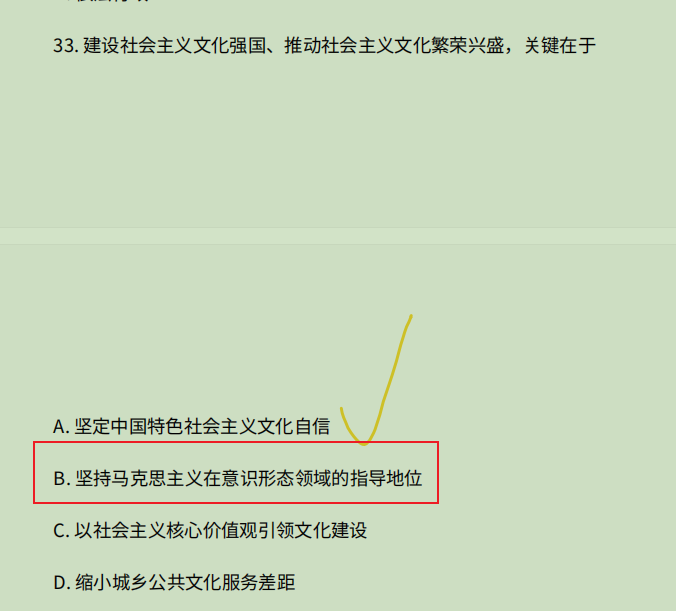 33. 建设社会主义文化强国、推动社会主义文化繁荣兴盛，关键在于
A. 坚定中国特色社会主义文化自信
B. 坚持马克思主义在意识形态领域的指导地位
C. 以社会主义核心价值观引领文化建设
D. 缩小城乡公共文化服务差距